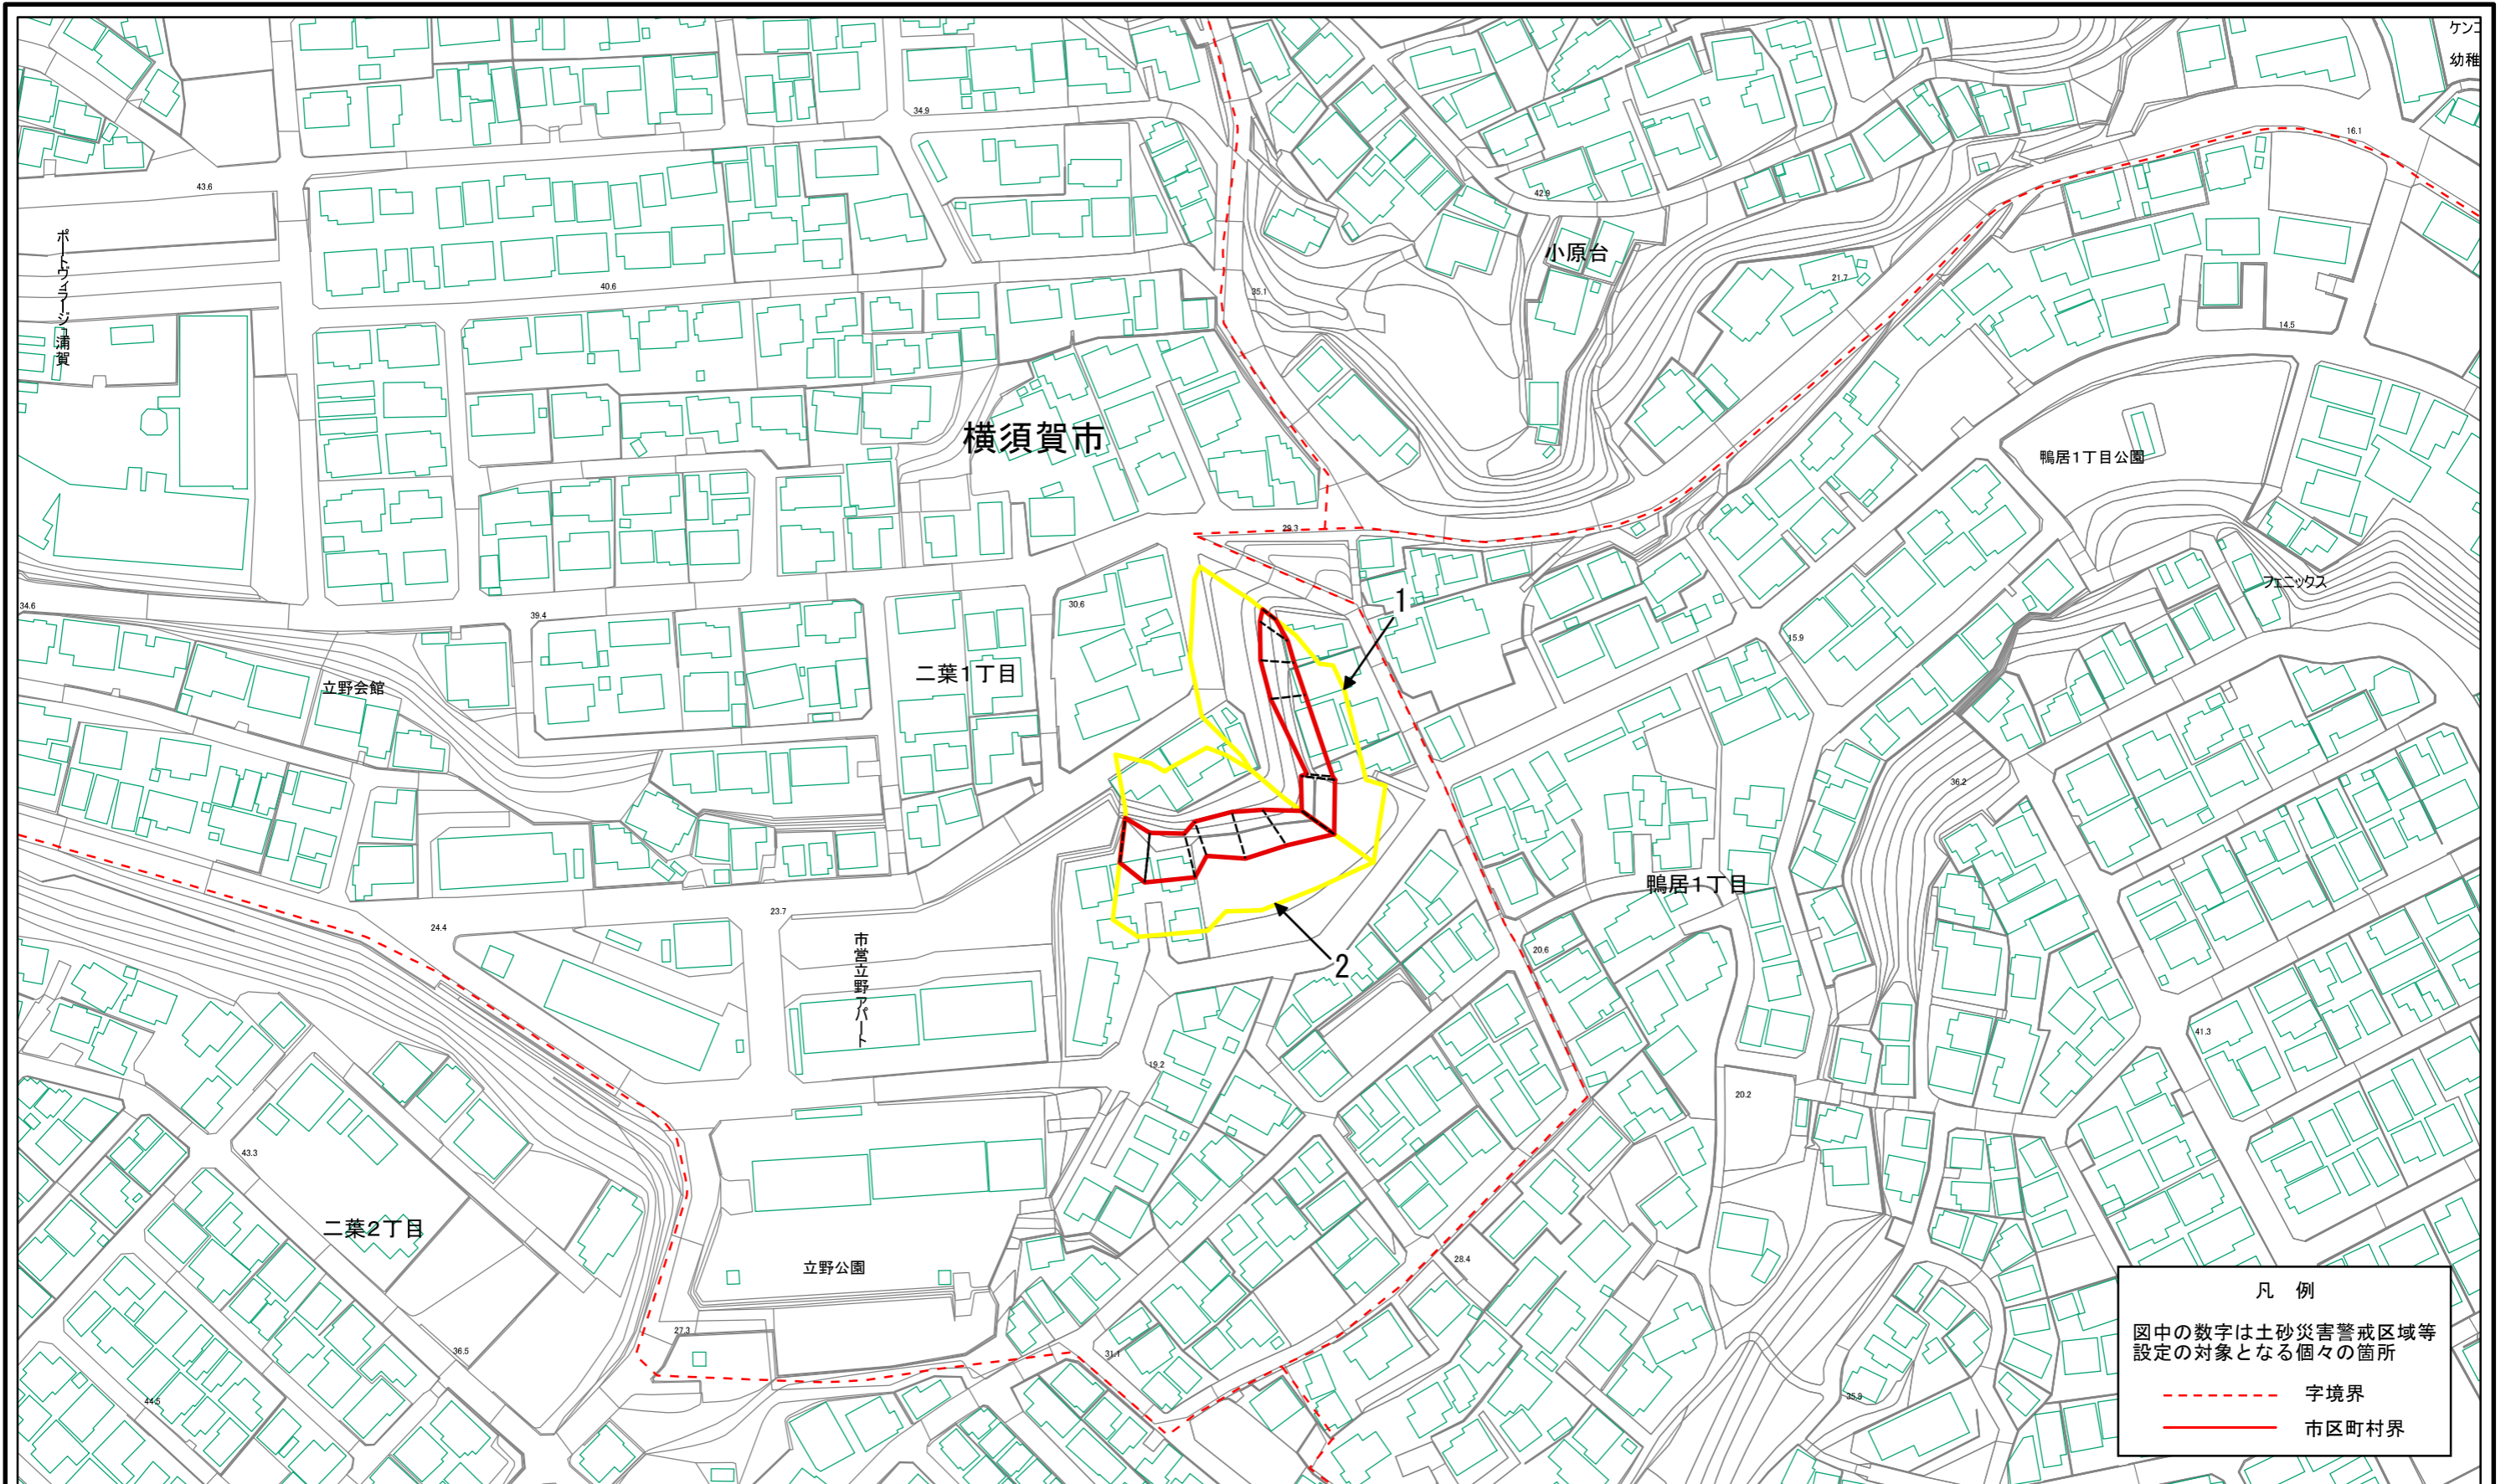 ケンコ
幼稚
34.9
16.1
43.6
42.9
ポートヴィラージュ浦賀
小原台
21.7
40.6
35.1
14.5
横須賀市
鴨居1丁目公園
29.3
フェニックス
34.6
39.4
30.6
1
15.9
二葉1丁目
立野会館
36.2
鴨居1丁目
23.7
24.4
市営立野アパート
20.6
2
41.3
19.2
20.2
43.3
二葉2丁目
28.4
立野公園
27.3
31.1
36.5
44.5
35.9
凡 例
図中の数字は土砂災害警戒区域等
設定の対象となる個々の箇所
字境界
市区町村界